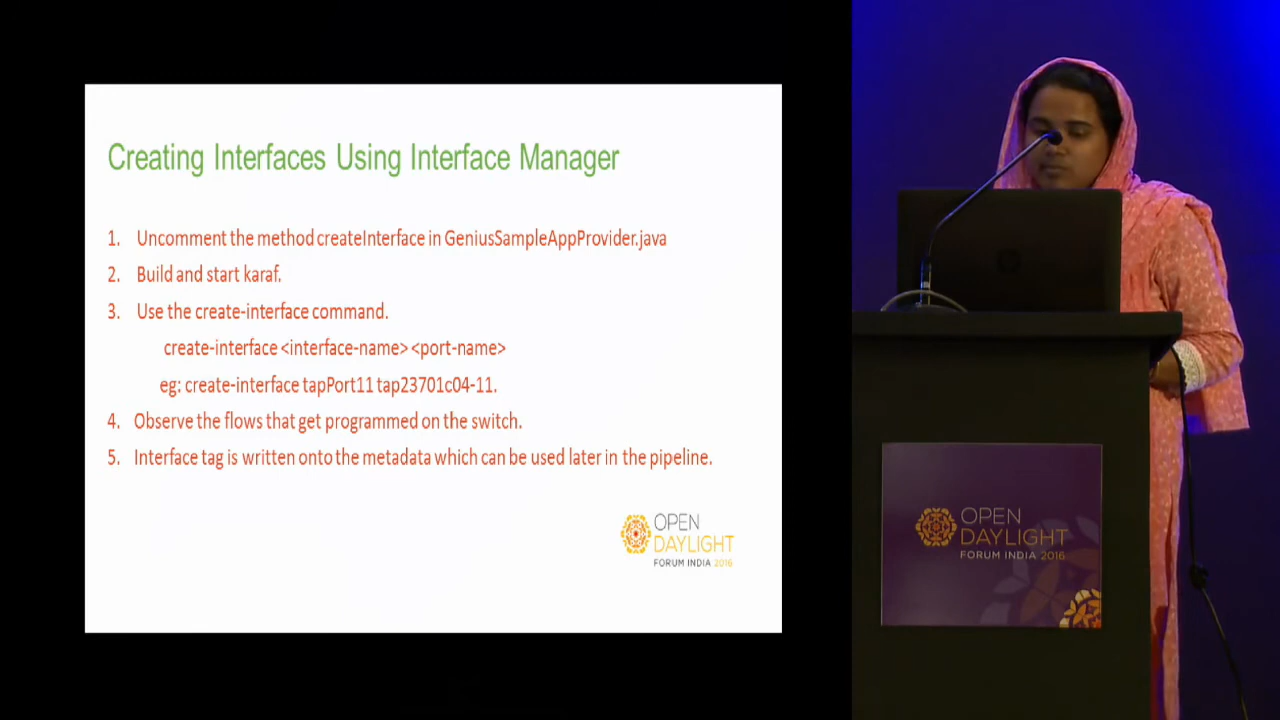 Creating Interfaces Using Interface Manager
1. Uncomment the method createInterface in GeniusSampleAppProvider.java
2. Build and start karaf.
3. Use the create-interface command.
create-interface <interface-name> <port-name>
eg: create-interface tapPort11 tap23701c04-11.
4. Observe the flows that get programmed on the switch.
5. Interface tag is written onto the metadata which can be used later in the pipeline.
OPEN
DAYLIGHT
FORUM INDIA 2016
OPEN
DAYLIGHT
FORUM INDIA 2016